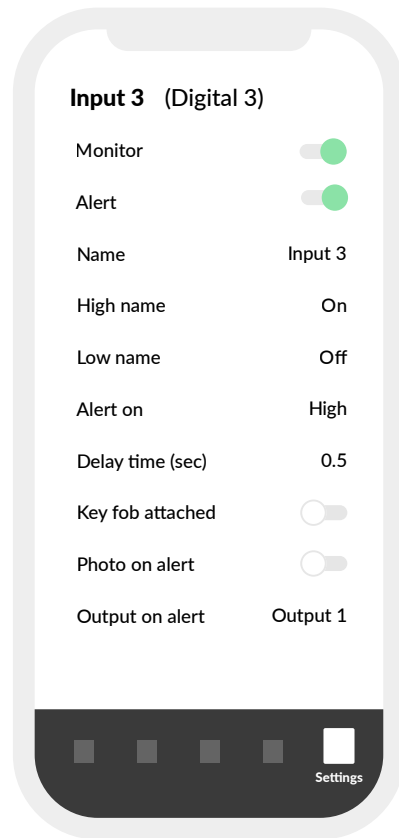 Input 3 (Digital 3)
Monitor
Alert
Name Input 3
High name On
Low name Off
Alert on High
Delay time (sec) 0.5
Key fob attached
Photo on alert
Output on alert Output 1
Settings